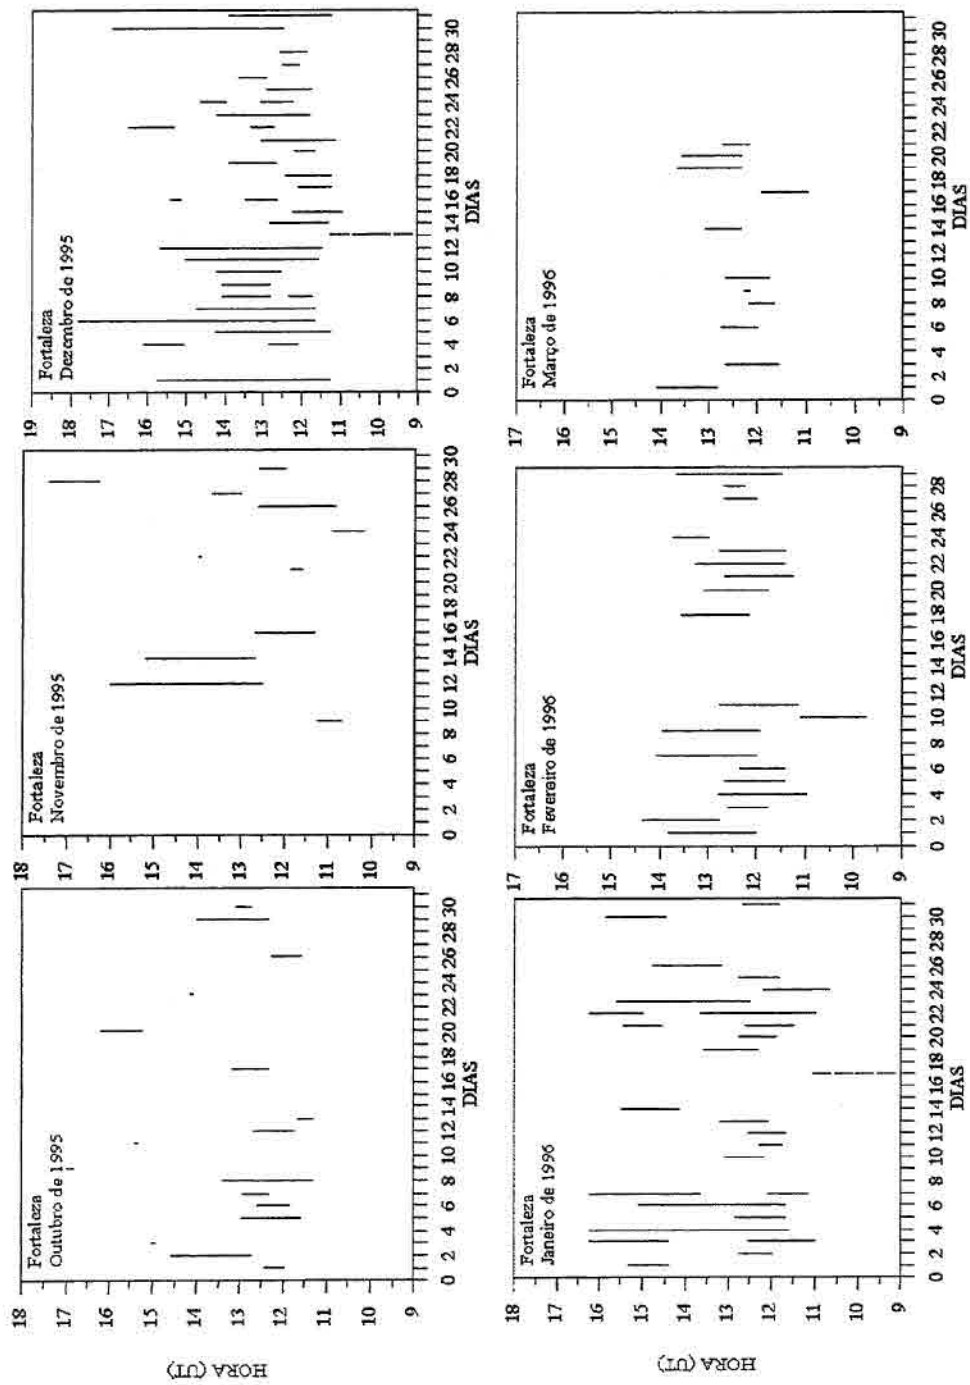 HORA (UT)
Fortaleza
Outubro de 1995
18
17
16
15
14
13
12
11
10
9
0 2 4 6 8 10 12 14 16 18 20 22 24 26 28 30
DIAS
Fortaleza
Novembro de 1995
18
17
16
15
14
13
12
11
10
9
0 2 4 6 8 10 12 14 16 18 20 22 24 26 28 30
DIAS
Fortaleza
Dezembro de 1995
19
18
17
16
15
14
13
12
11
10
9
0 2 4 6 8 10 12 14 16 18 20 22 24 26 28 30
DIAS
HORA (UT)
Fortaleza
Janeiro de 1996
18
17
16
15
14
13
12
11
10
9
0 2 4 6 8 10 12 14 16 18 20 22 24 26 28 30
DIAS
Fortaleza
Fevereiro de 1996
17
16
15
14
13
12
11
10
9
0 2 4 6 8 10 12 14 16 18 20 22 24 26 28
DIAS
Fortaleza
Março de 1996
17
16
15
14
13
12
11
10
9
0 2 4 6 8 10 12 14 16 18 20 22 24 26 28 30
DIAS